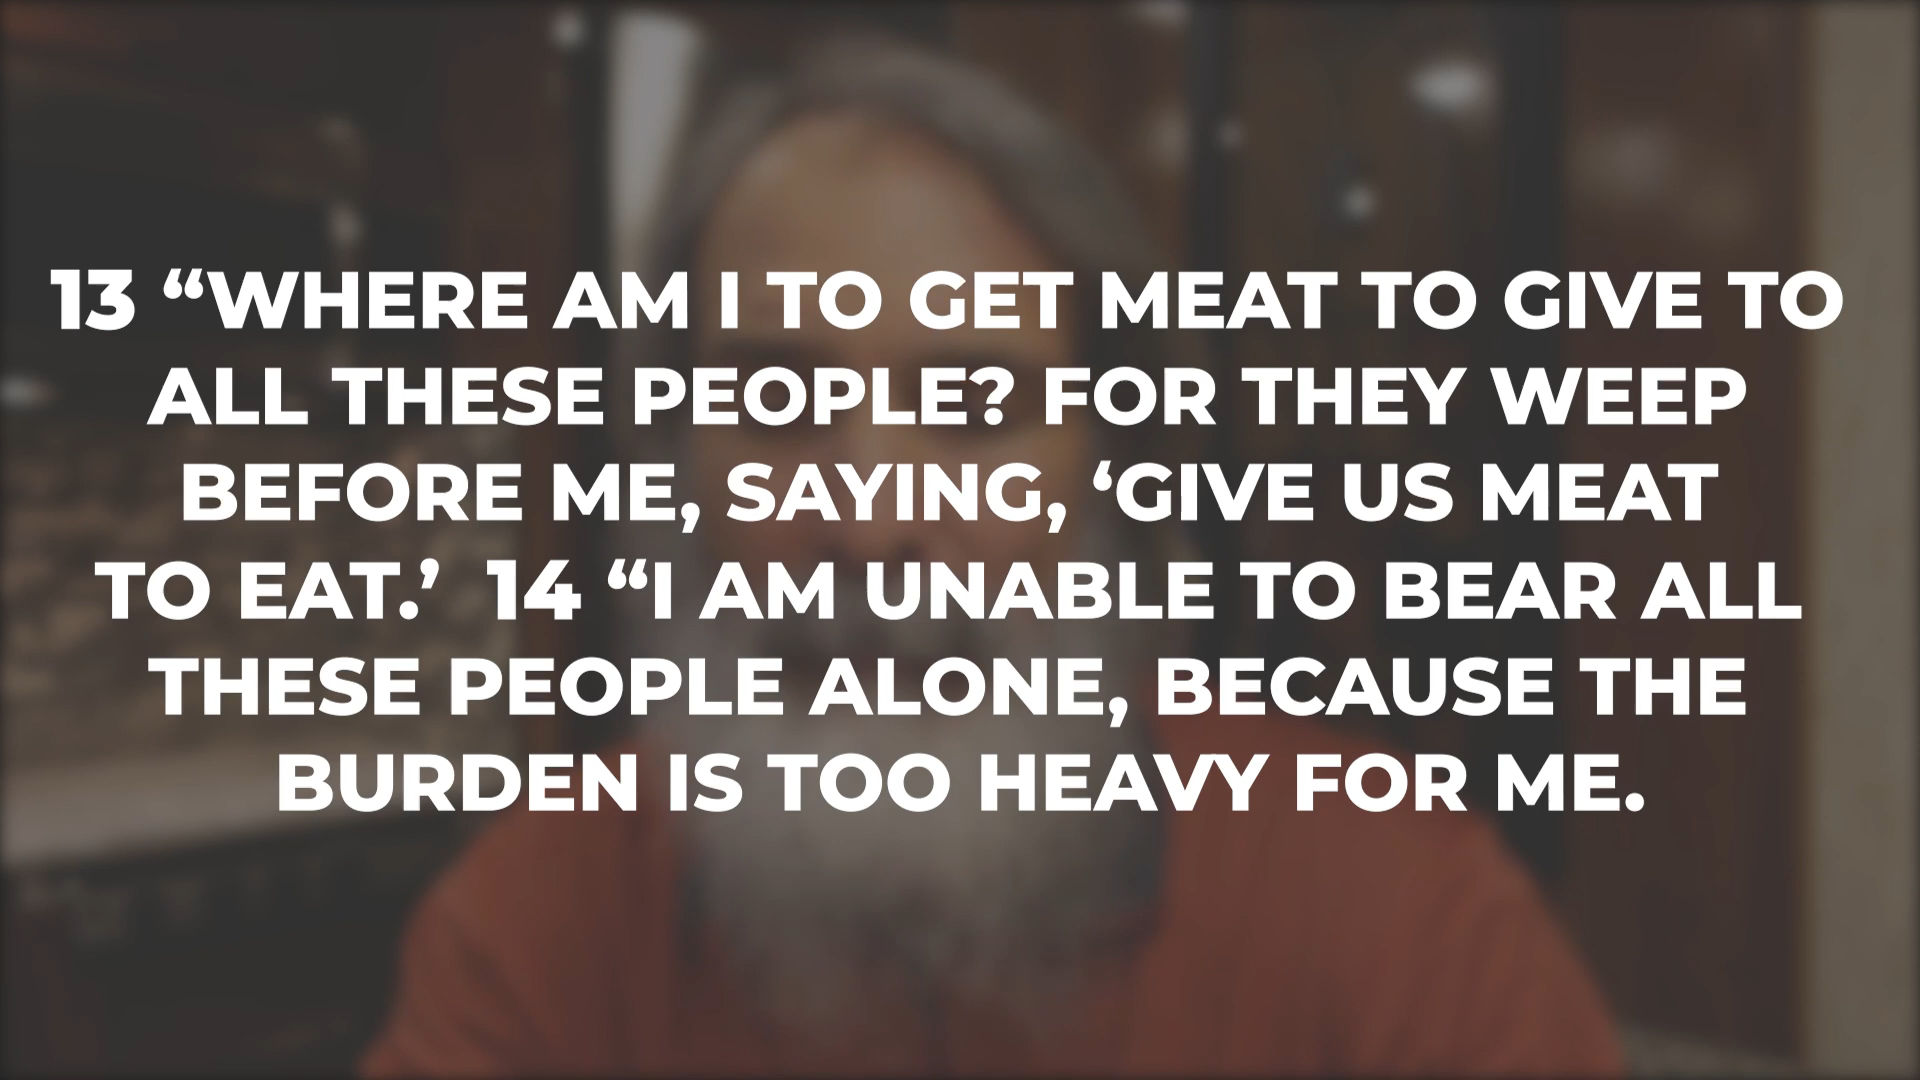 13 “WHERE AM I TO GET MEAT TO GIVE TO
ALL THESE PEOPLE? FOR THEY WEEP
BEFORE ME, SAYING, ‘GIVE US MEAT
TO EAT.’ 14 “I AM UNABLE TO BEAR ALL
THESE PEOPLE ALONE, BECAUSE THE
BURDEN IS TOO HEAVY FOR ME.